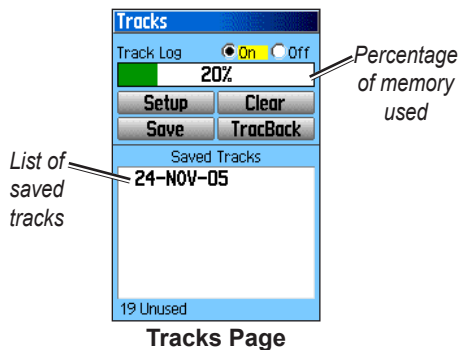 Tracks
Track Log On Off
20%
Setup Clear
Save TracBack
Saved Tracks
24-NOV-05
19 Unused
Percentage
of memory
used
List of
saved
tracks
Tracks Page